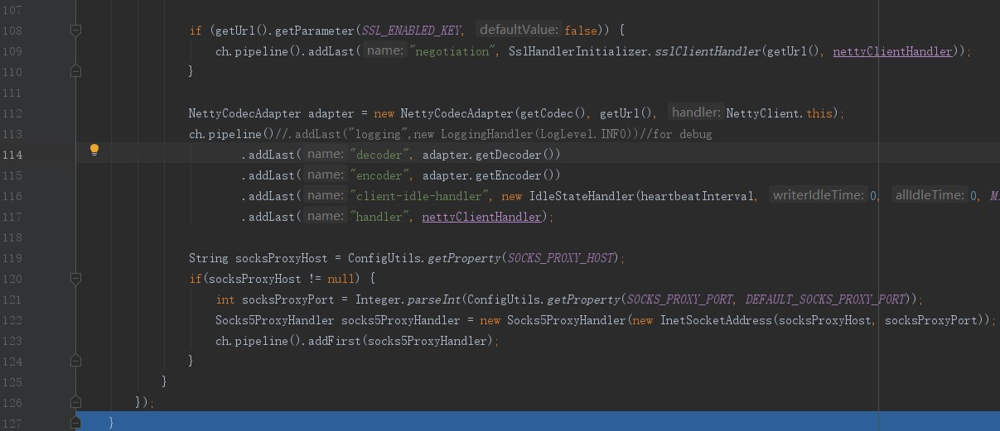 107
108 if (getUrl().getParameter(SSL_ENABLED_KEY, defaultValue: false)) {
109 ch.pipeline().addLast( name: "negotiation", SslHandlerInitializer.sslClientHandler(getUrl(), nettyClientHandler));
110 }
111
112 NettyCodecAdapter adapter = new NettyCodecAdapter(getCodec(), getUrl(), handler: NettyClient.this);
113 ch.pipeline()//.addLast("logging",new LoggingHandler(LogLevel.INFO))//for debug
114 .addLast( name: "decoder", adapter.getDecoder())
115 .addLast( name: "encoder", adapter.getEncoder())
116 .addLast( name: "client-idle-handler", new IdleStateHandler(heartbeatInterval, writerIdleTime: 0, allIdleTime: 0, M
117 .addLast( name: "handler", nettyClientHandler);
118
119 String socksProxyHost = ConfigUtils.getProperty(SOCKS_PROXY_HOST);
120 if(socksProxyHost != null) {
121 int socksProxyPort = Integer.parseInt(ConfigUtils.getProperty(SOCKS_PROXY_PORT, DEFAULT_SOCKS_PROXY_PORT));
122 Socks5ProxyHandler socks5ProxyHandler = new Socks5ProxyHandler(new InetSocketAddress(socksProxyHost, socksProxyPort));
123 ch.pipeline().addFirst(socks5ProxyHandler);
124 }
125 }
126 });
127 }